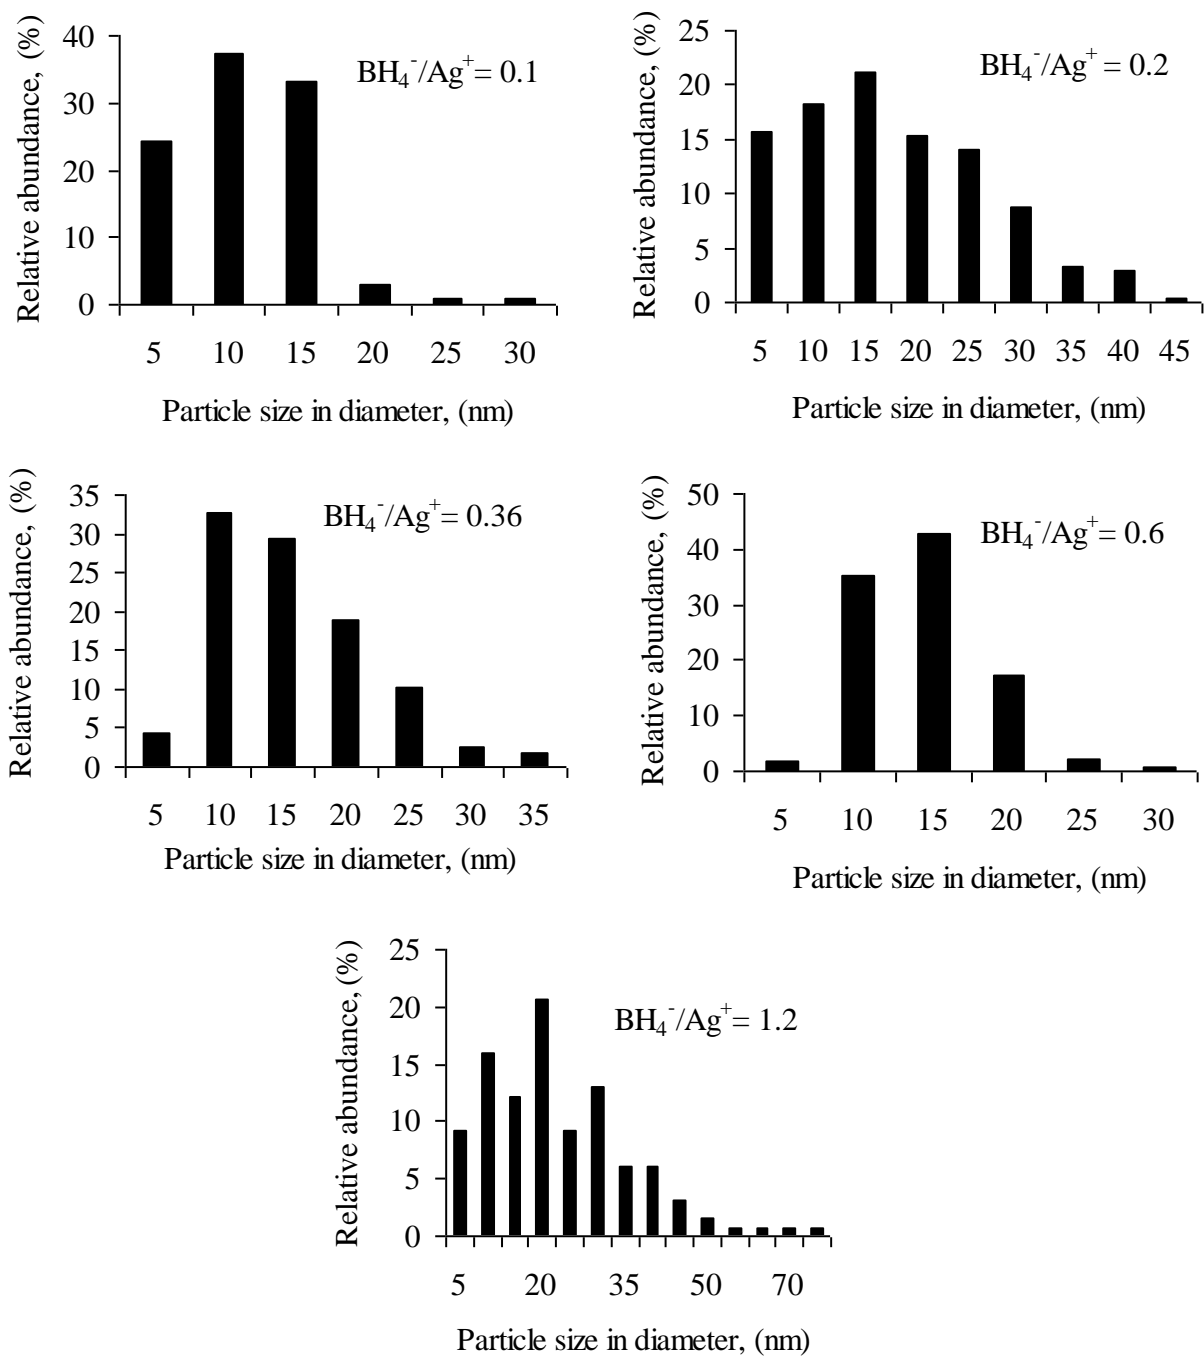 Relative abundance, (%)
40
30
20
10
0
BH₄⁻/Ag⁺= 0.1
5 10 15 20 25 30
Particle size in diameter, (nm)
Relative abundance, (%)
25
20
15
10
5
0
BH₄⁻/Ag⁺ = 0.2
5 10 15 20 25 30 35 40 45
Particle size in diameter, (nm)
Relative abundance, (%)
35
30
25
20
15
10
5
0
BH₄⁻/Ag⁺= 0.36
5 10 15 20 25 30 35
Particle size in diameter, (nm)
Relative abundance, (%)
50
40
30
20
10
0
BH₄⁻/Ag⁺= 0.6
5 10 15 20 25 30
Particle size in diameter, (nm)
Relative abundance, (%)
25
20
15
10
5
0
BH₄⁻/Ag⁺= 1.2
5 20 35 50 70
Particle size in diameter, (nm)